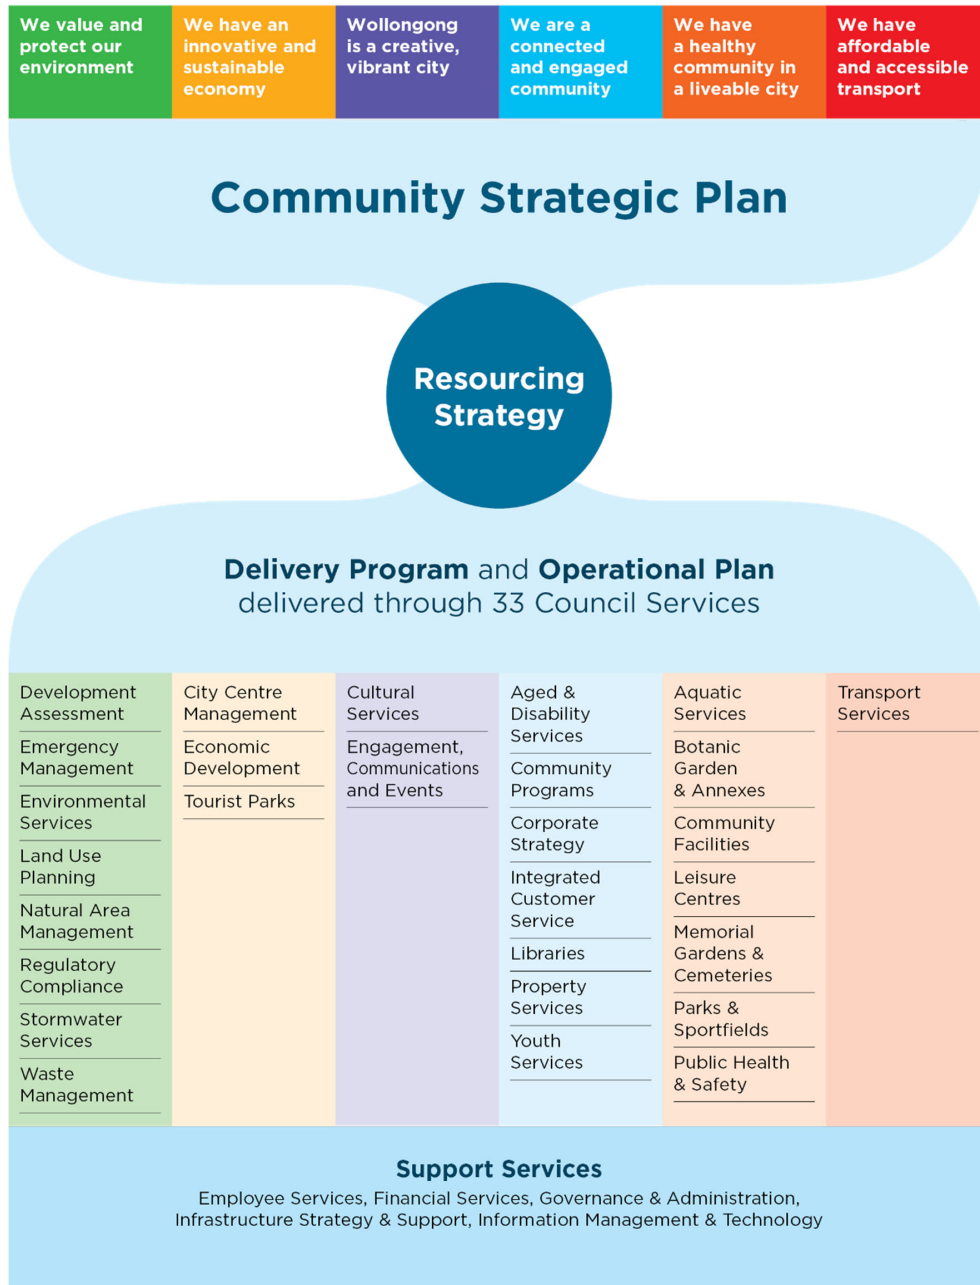 We value and
protect our
environment
We have an
innovative and
sustainable
economy
Wollongong
is a creative,
vibrant city
We are a
connected
and engaged
community
We have
a healthy
community in
a liveable city
We have
affordable
and accessible
transport
Community Strategic Plan
Resourcing
Strategy
Delivery Program and Operational Plan
delivered through 33 Council Services
Development
Assessment
Emergency
Management
Environmental
Services
Land Use
Planning
Natural Area
Management
Regulatory
Compliance
Stormwater
Services
Waste
Management
City Centre
Management
Economic
Development
Tourist Parks
Cultural
Services
Engagement,
Communications
and Events
Aged &
Disability
Services
Community
Programs
Corporate
Strategy
Integrated
Customer
Service
Libraries
Property
Services
Youth
Services
Aquatic
Services
Botanic
Garden
& Annexes
Community
Facilities
Leisure
Centres
Memorial
Gardens &
Cemeteries
Parks &
Sportfields
Public Health
& Safety
Transport
Services
Support Services
Employee Services, Financial Services, Governance & Administration,
Infrastructure Strategy & Support, Information Management & Technology